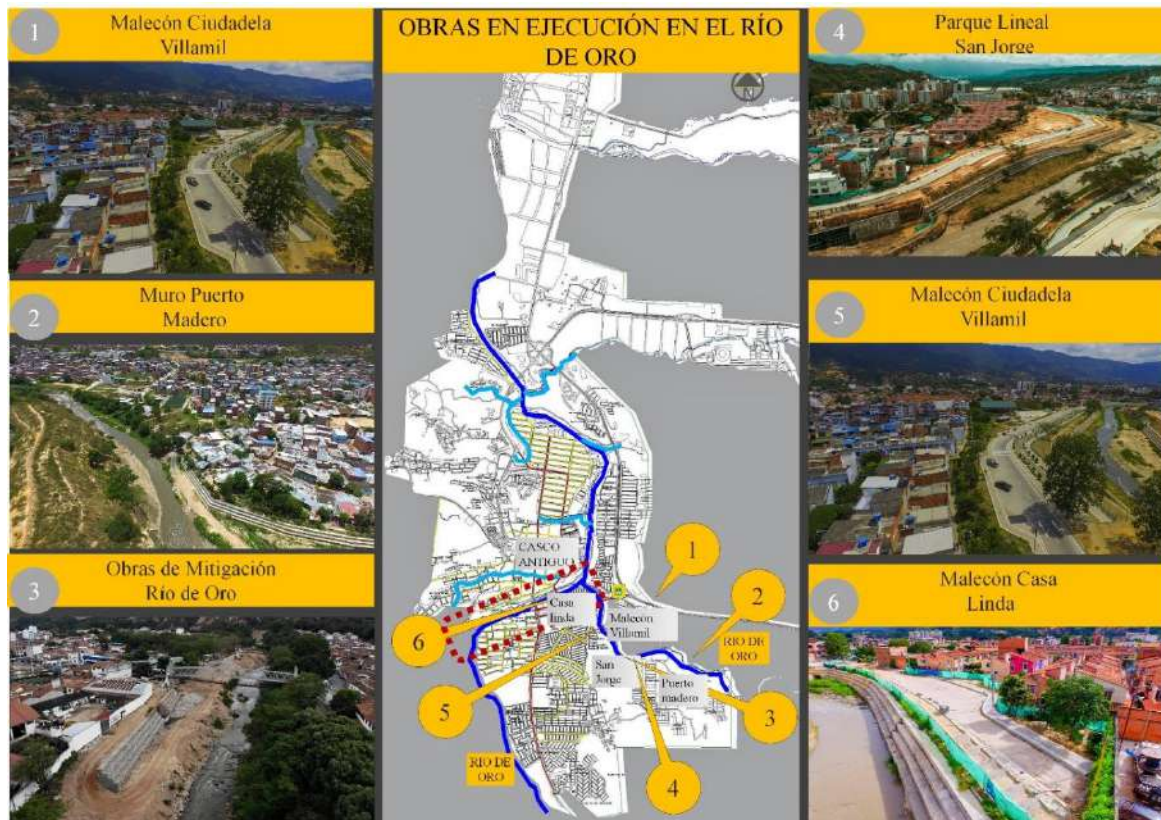 1
Malecón Ciudadela
Villamil
2
Muro Puerto
Madero
3
Obras de Mitigación
Río de Oro
OBRAS EN EJECUCIÓN EN EL RÍO
DE ORO
N
CASCO
ANTIGUO
Casa
linda
Malecón
Villamil
San
Jorge
Puerto
madero
RIO DE
ORO
RIO DE
ORO
1
2
3
4
5
6
4
Parque Lineal
San Jorge
5
Malecón Ciudadela
Villamil
6
Malecón Casa
Linda